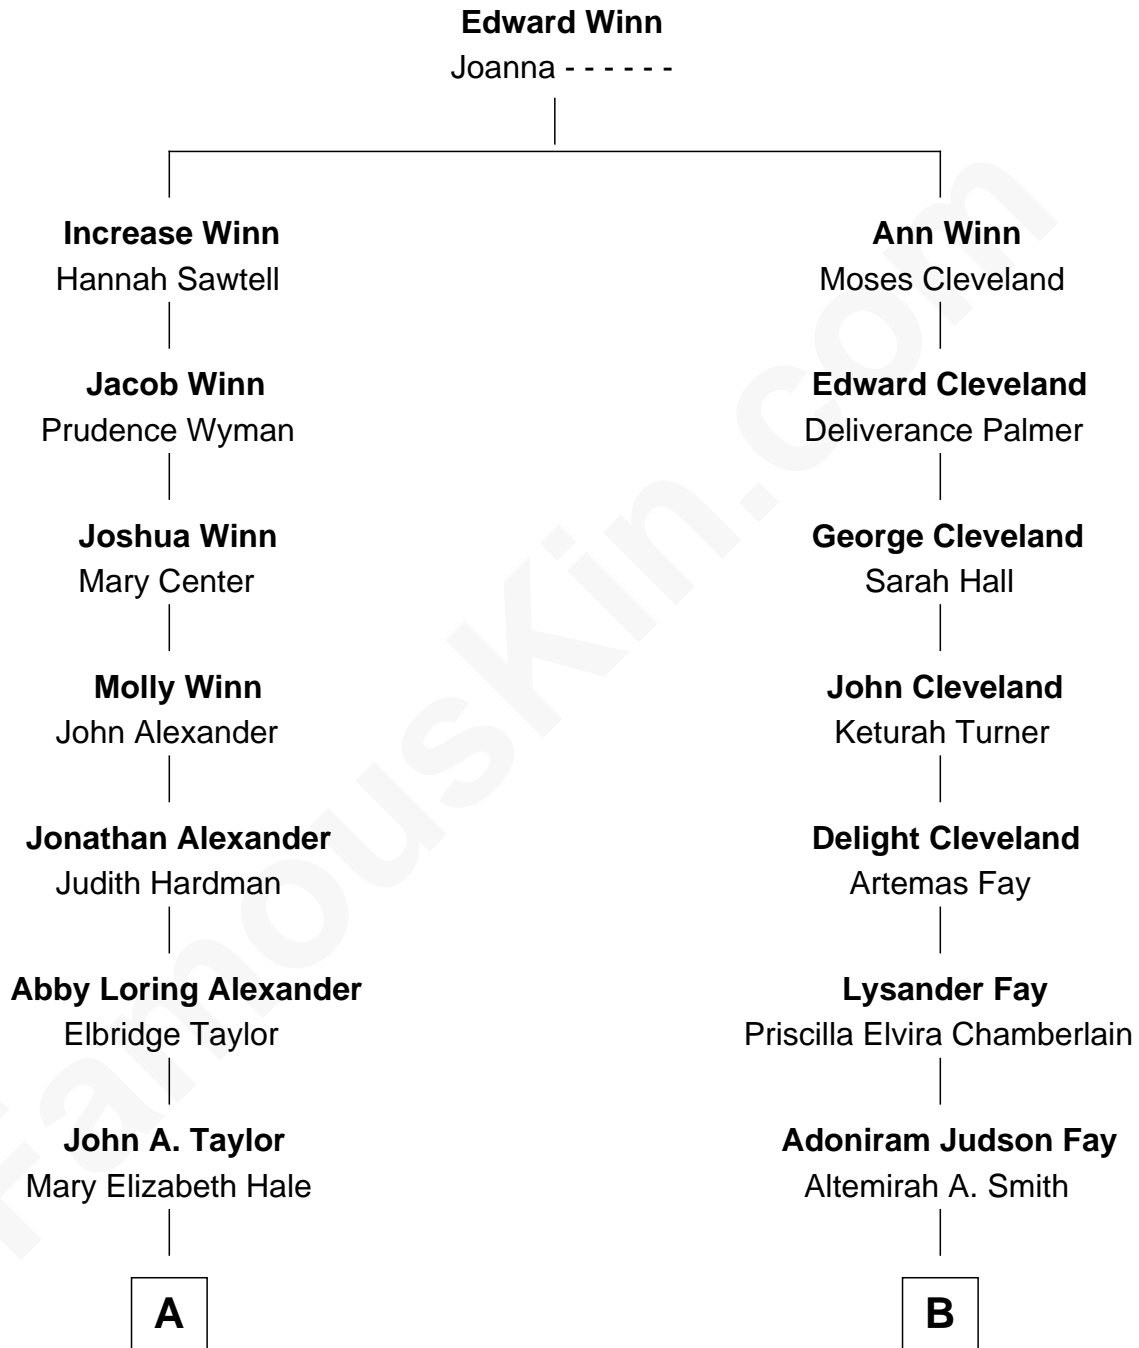 Edward Winn
Joanna - - - - - -
Increase Winn
Hannah Sawtell
Ann Winn
Moses Cleveland
Jacob Winn
Prudence Wyman
Edward Cleveland
Deliverance Palmer
Joshua Winn
Mary Center
George Cleveland
Sarah Hall
Molly Winn
John Alexander
John Cleveland
Keturah Turner
Jonathan Alexander
Judith Hardman
Delight Cleveland
Artemas Fay
Abby Loring Alexander
Elbridge Taylor
Lysander Fay
Priscilla Elvira Chamberlain
John A. Taylor
Mary Elizabeth Hale
Adoniram Judson Fay
Altemirah A. Smith
A
B
FamousKin.com